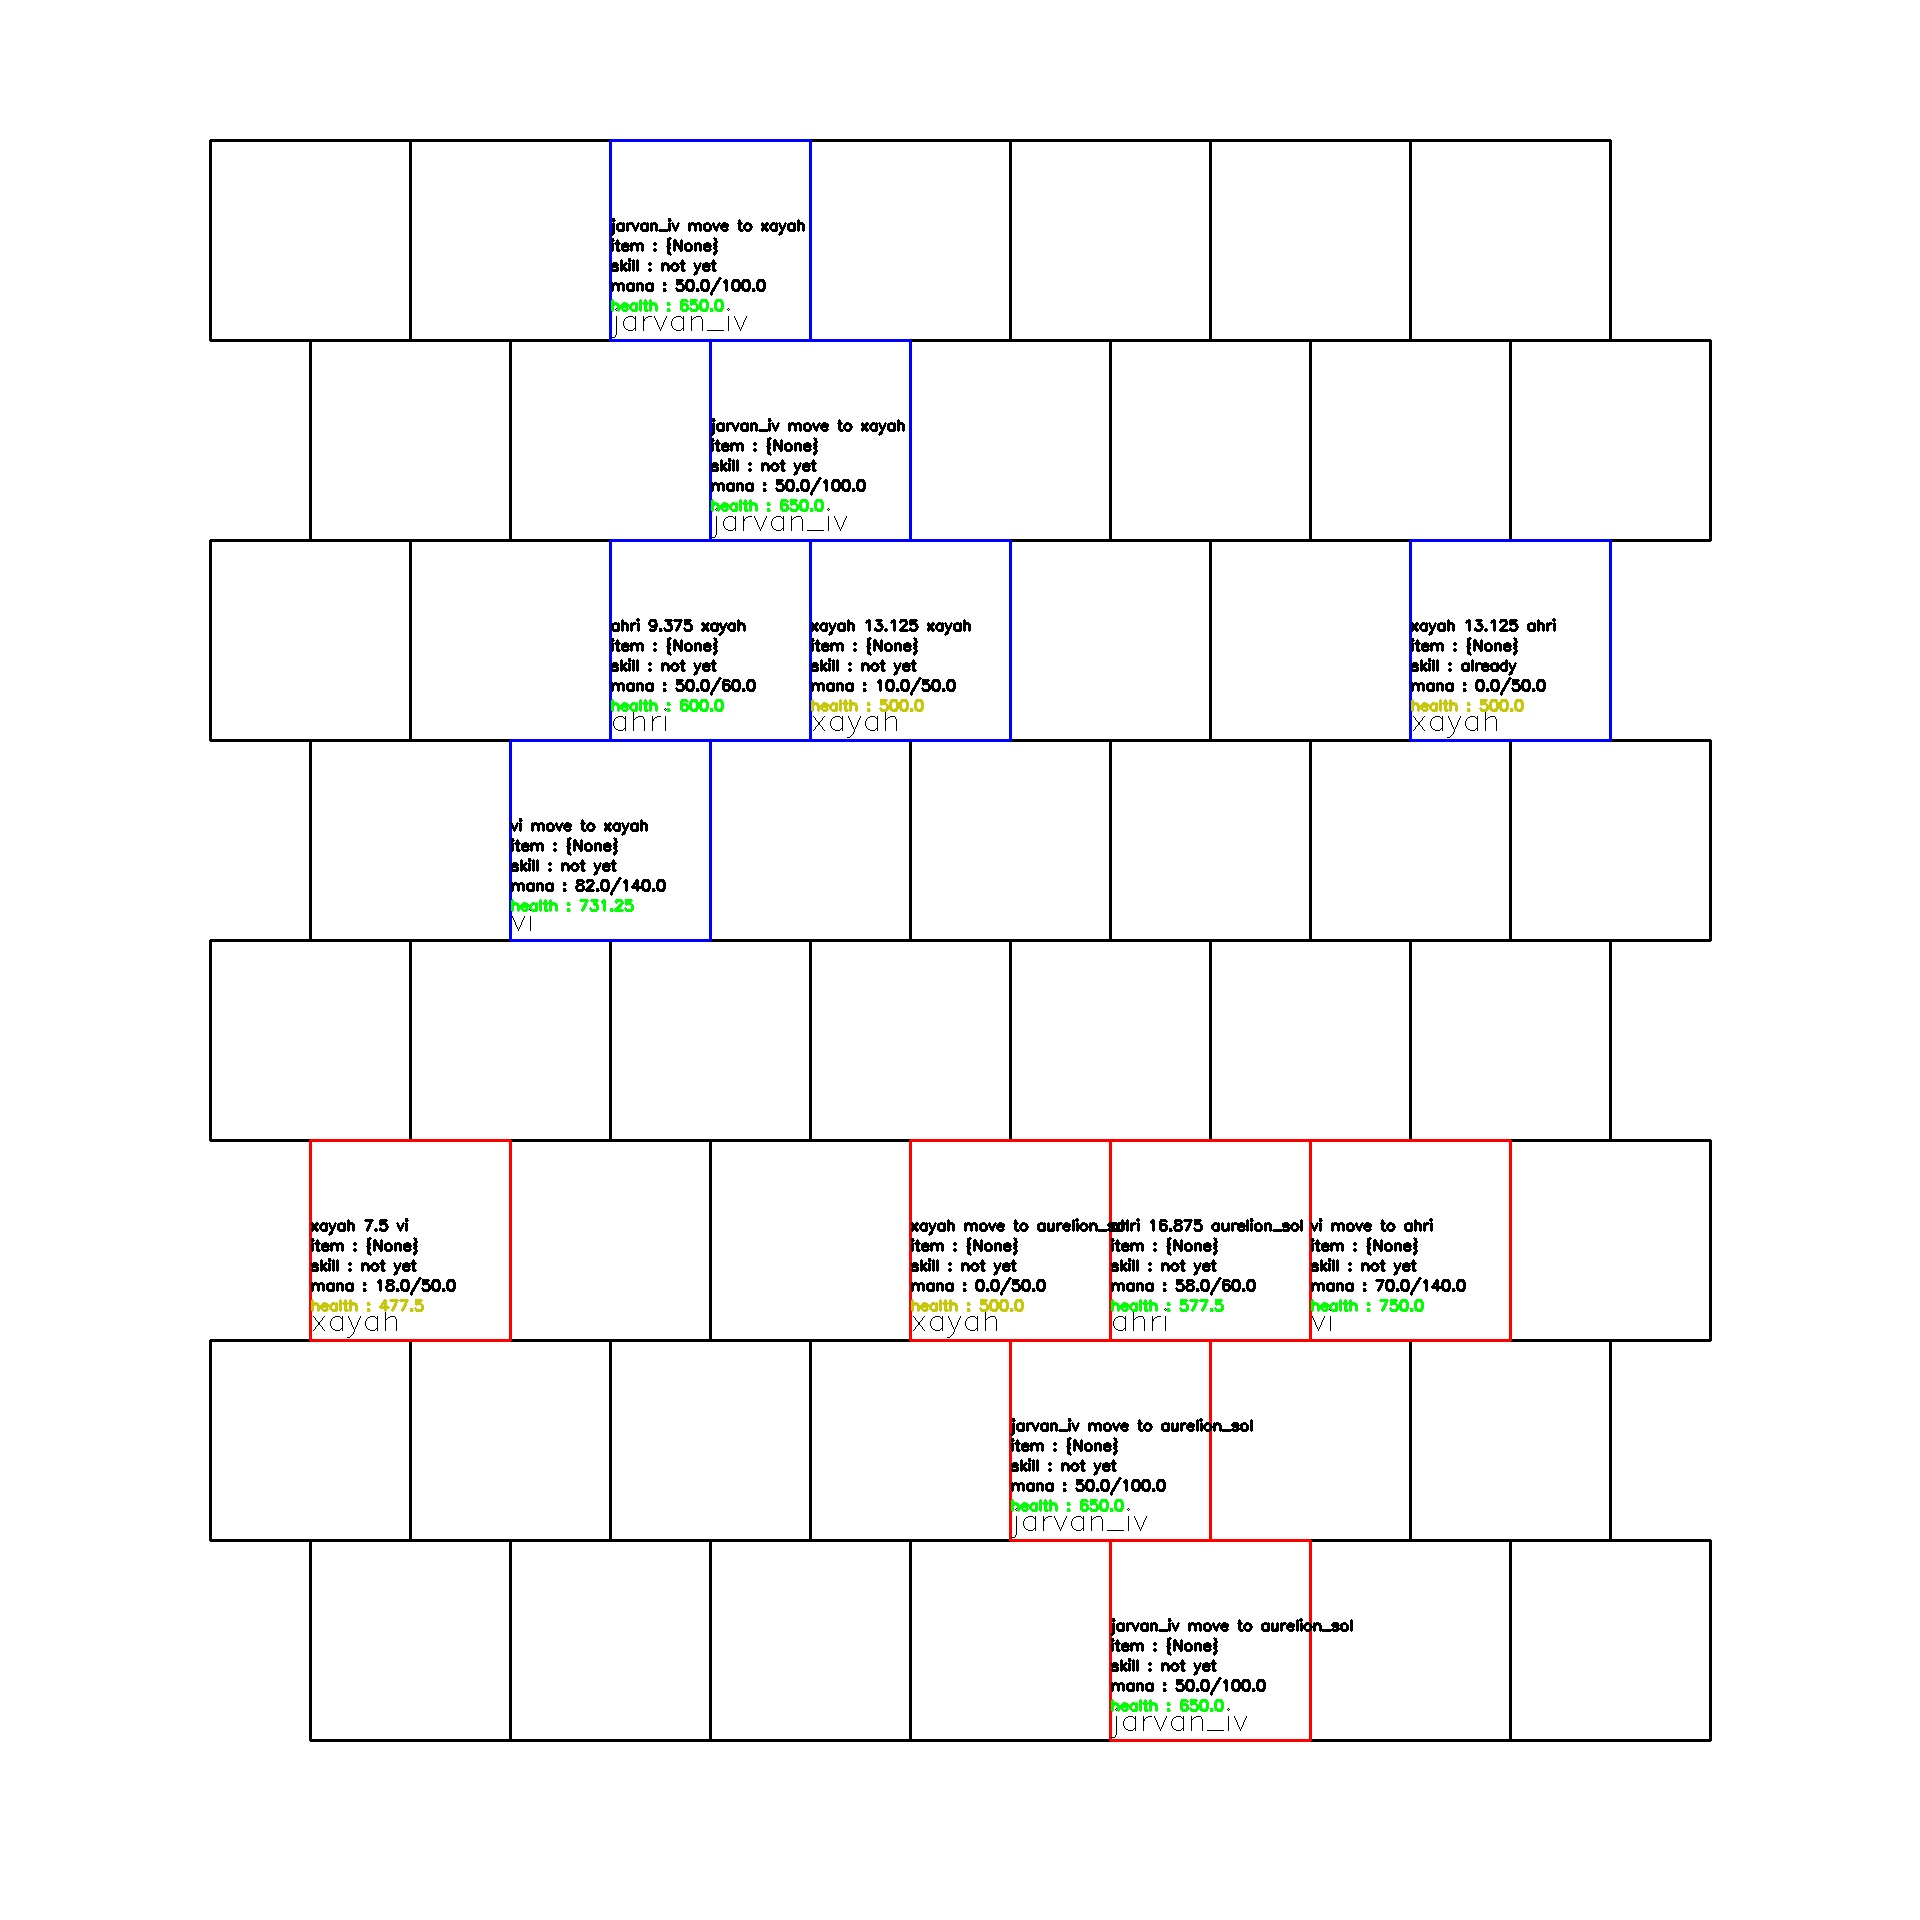 jarvan_iv move to xayah
item : {None}
skill : not yet
mana : 50.0/100.0
health : 650.0
jarvan_iv
jarvan_iv move to xayah
item : {None}
skill : not yet
mana : 50.0/100.0
health : 650.0
jarvan_iv
ahri 9.375 xayah
item : {None}
skill : not yet
mana : 50.0/60.0
health : 600.0
ahri
xayah 13.125 xayah
item : {None}
skill : not yet
mana : 10.0/50.0
health : 500.0
xayah
xayah 13.125 ahri
item : {None}
skill : already
mana : 0.0/50.0
health : 500.0
xayah
vi move to xayah
item : {None}
skill : not yet
mana : 82.0/140.0
health : 731.25
vi
xayah 7.5 vi
item : {None}
skill : not yet
mana : 18.0/50.0
health : 477.5
xayah
xayah move to aurelion_sol
item : {None}
skill : not yet
mana : 0.0/50.0
health : 500.0
xayah
ahri 16.875 aurelion_sol
item : {None}
skill : not yet
mana : 58.0/60.0
health : 577.5
ahri
vi move to ahri
item : {None}
skill : not yet
mana : 70.0/140.0
health : 750.0
vi
jarvan_iv move to aurelion_sol
item : {None}
skill : not yet
mana : 50.0/100.0
health : 650.0
jarvan_iv
jarvan_iv move to aurelion_sol
item : {None}
skill : not yet
mana : 50.0/100.0
health : 650.0
jarvan_iv